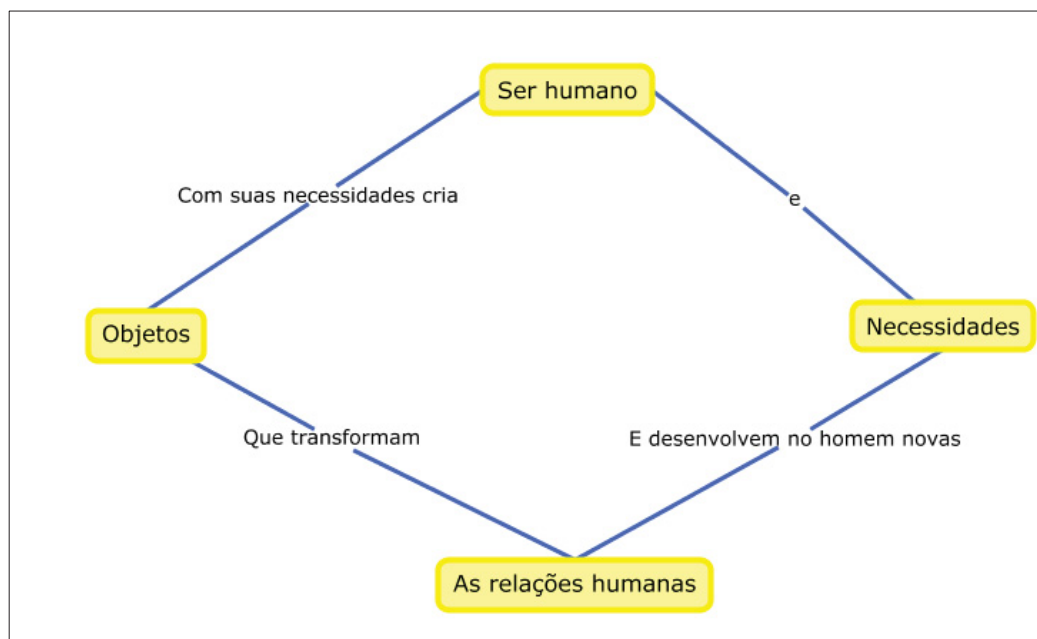 Ser humano
Com suas necessidades cria
e
Objetos
Necessidades
Que transformam
E desenvolvem no homem novas
As relações humanas